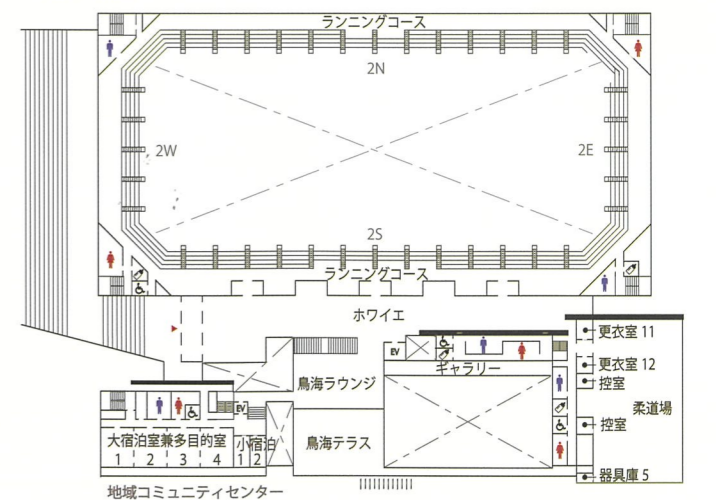 ランニングコース
2N
2W
2E
2S
ランニングコース
ホワイエ
更衣室 11
EV
ギャラリー
更衣室 12
控室
鳥海ラウンジ
柔道場
EV
控室
大宿泊室兼多目的室
小宿泊
鳥海テラス
1 2 3 4 1 2
器具庫 5
地域コミュニティセンター